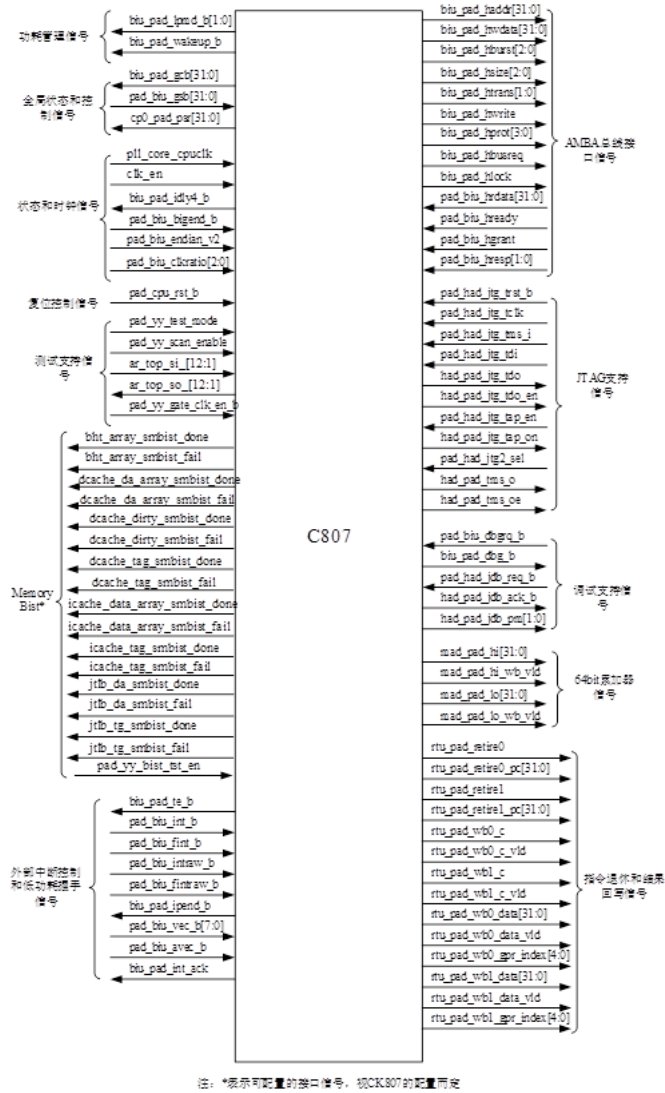 功耗管理信号
biu_pad_lpmd_b[1:0]
biu_pad_wakeup_b
全局状态和控
制信号
biu_pad_gcb[31:0]
pad_biu_gsb[31:0]
cp0_pad_psr[31:0]
状态和时钟信号
pll_core_cpuclk
clk_en
biu_pad_idly4_b
pad_biu_bigend_b
pad_biu_endian_v2
pad_biu_clkratio[2:0]
复位控制信号
pad_cpu_rst_b
测试支持信
号
pad_yy_test_mode
pad_yy_scan_enable
ar_top_si_[12:1]
ar_top_so_[12:1]
pad_yy_gate_clk_en_b
Memory
Bist*
bht_array_smbist_done
bht_array_smbist_fail
dcache_da_array_smbist_done
dcache_da_array_smbist_fail
dcache_dirty_smbist_done
dcache_dirty_smbist_fail
dcache_tag_smbist_done
dcache_tag_smbist_fail
icache_data_array_smbist_done
icache_data_array_smbist_fail
icache_tag_smbist_done
icache_tag_smbist_fail
jtlb_da_smbist_done
jtlb_da_smbist_fail
jtlb_tg_smbist_done
jtlb_tg_smbist_fail
pad_yy_bist_tst_en
外部中断控制
和低功耗握手
信号
biu_pad_te_b
pad_biu_int_b
pad_biu_fint_b
pad_biu_intraw_b
pad_biu_fintraw_b
biu_pad_ipend_b
pad_biu_vec_b[7:0]
pad_biu_avec_b
biu_pad_int_ack
C807
biu_pad_haddr[31:0]
biu_pad_hwdata[31:0]
biu_pad_hburst[2:0]
biu_pad_hsize[2:0]
biu_pad_htrans[1:0]
biu_pad_hwrite
biu_pad_hprot[3:0]
biu_pad_hbusreq
biu_pad_hlock
pad_biu_hrdata[31:0]
pad_biu_hready
pad_biu_hgrant
pad_biu_hresp[1:0]
AMBA总线接
口信号
pad_had_jtg_trst_b
pad_had_jtg_tclk
pad_had_jtg_tms_i
pad_had_jtg_tdi
had_pad_jtg_tdo
had_pad_jtg_tdo_en
pad_had_jtg_tap_en
had_pad_jtg_tap_on
pad_had_jtg2_sel
had_pad_tms_o
had_pad_tms_oe
JTAG支持
信号
pad_biu_dbgrq_b
biu_pad_dbg_b
pad_had_jdb_req_b
had_pad_jdb_ack_b
had_pad_jdb_pm[1:0]
调试支持信
号
mad_pad_hi[31:0]
mad_pad_hi_wb_vld
mad_pad_lo[31:0]
mad_pad_lo_wb_vld
64bit累加器
信号
rtu_pad_retire0
rtu_pad_retire0_pc[31:0]
rtu_pad_retire1
rtu_pad_retire1_pc[31:0]
rtu_pad_wb0_c
rtu_pad_wb0_c_vld
rtu_pad_wb1_c
rtu_pad_wb1_c_vld
rtu_pad_wb0_data[31:0]
rtu_pad_wb0_data_vld
rtu_pad_wb0_gpr_index[4:0]
rtu_pad_wb1_data[31:0]
rtu_pad_wb1_data_vld
rtu_pad_wb1_gpr_index[4:0]
指令退休和结果
回写信号
注：*表示可配置的接口信号，视CK807的配置而定